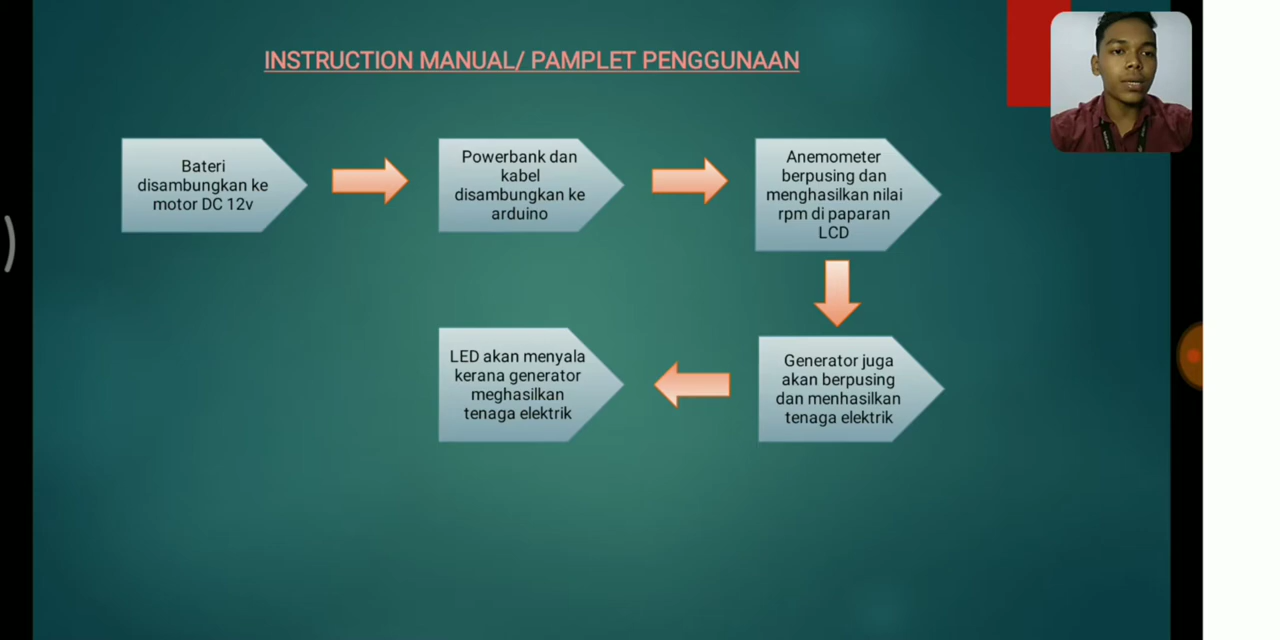 INSTRUCTION MANUAL/ PAMPLET PENGGUNAAN
Bateri
disambungkan ke
motor DC 12v
Powerbank dan
kabel
disambungkan ke
arduino
Anemometer
berpusing dan
menghasilkan nilai
rpm di paparan
LCD
Generator juga
akan berpusing
dan menhasilkan
tenaga elektrik
LED akan menyala
kerana generator
meghasilkan
tenaga elektrik